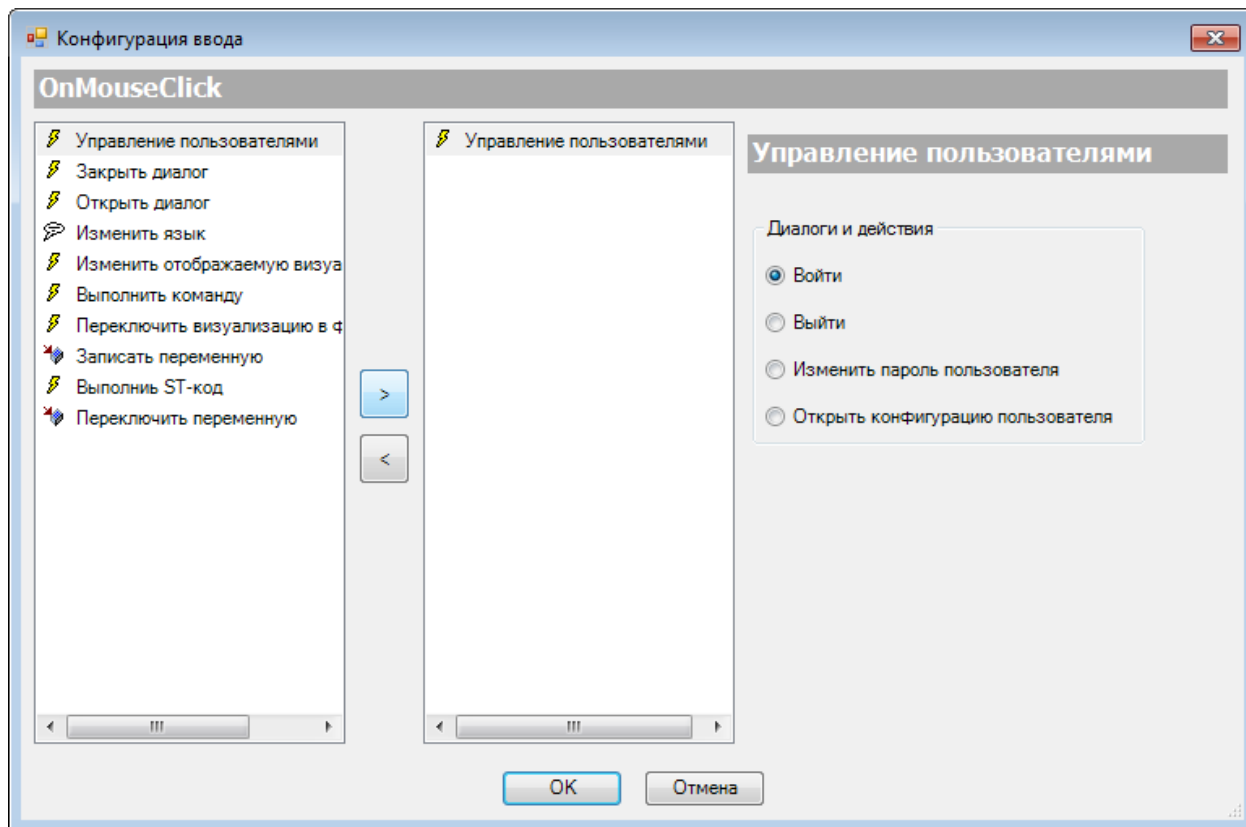 Конфигурация ввода
OnMouseClick
Управление пользователями
Закрыть диалог
Открыть диалог
Изменить язык
Изменить отображаемую визуа
Выполнить команду
Переключить визуализацию в ф
Записать переменную
Выполниь ST-код
Переключить переменную
>
<
Управление пользователями
Управление пользователями
Диалоги и действия
Войти
Выйти
Изменить пароль пользователя
Открыть конфигурацию пользователя
OK
Отмена